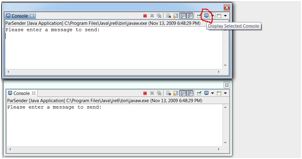 Console
ParSender [Java Application] C:\Program Files\Java\jre6\bin\javaw.exe (Nov 13, 2009 6:48:29 PM)
Display Selected Console
Please enter a message to send:
Console
ParSender [Java Application] C:\Program Files\Java\jre6\bin\javaw.exe (Nov 13, 2009 6:48:29 PM)
Please enter a message to send: